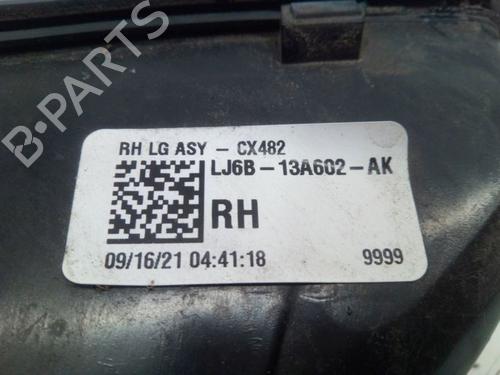 RH LG ASY - CX482
LJ6B-13A602-AK
RH
09/16/21 04:41:18 9999
B-PARTS